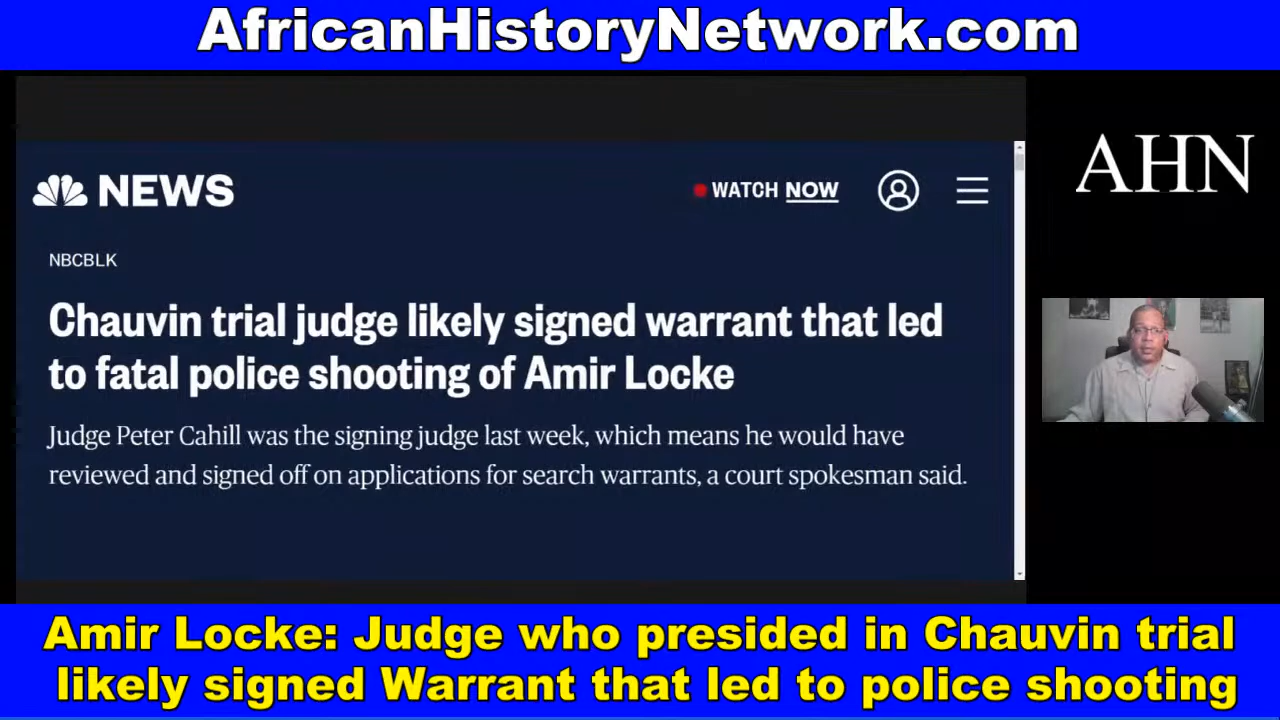 AfricanHistoryNetwork.com
AHN
NEWS
WATCH NOW
NBCBLK
Chauvin trial judge likely signed warrant that led
to fatal police shooting of Amir Locke
Judge Peter Cahill was the signing judge last week, which means he would have
reviewed and signed off on applications for search warrants, a court spokesman said.
Amir Locke: Judge who presided in Chauvin trial
likely signed Warrant that led to police shooting